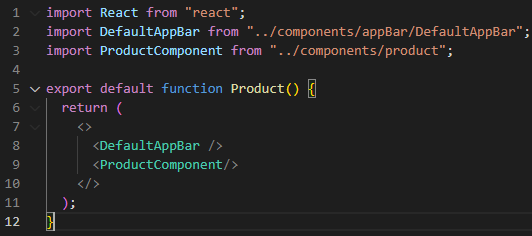 1 import React from "react";
2 import DefaultAppBar from "../components/appBar/DefaultAppBar";
3 import ProductComponent from "../components/product";
4
5 export default function Product() {
6   return (
7     <>
8       <DefaultAppBar />
9       <ProductComponent/>
10     </>
11   );
12 }